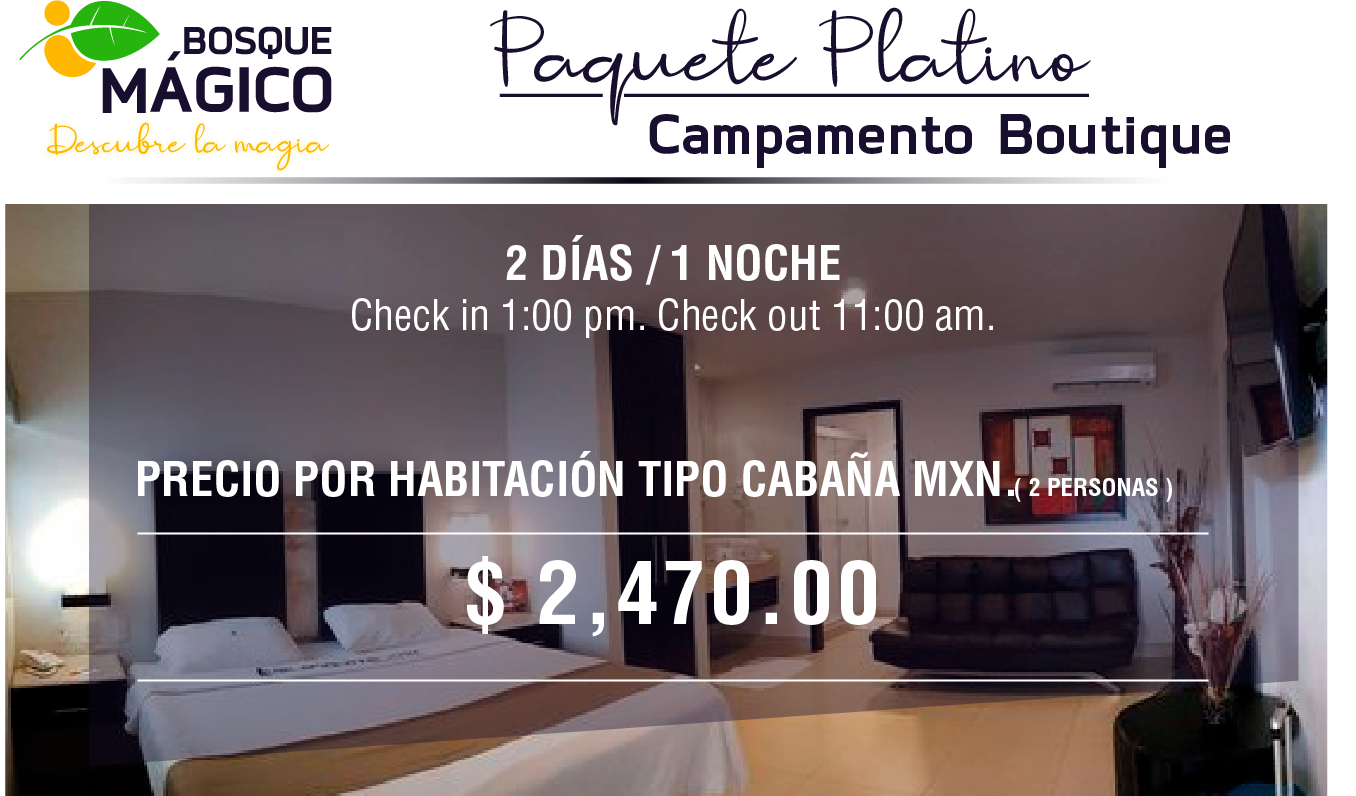 BOSQUE
MÁGICO
Descubre la magia
Paquete Platino
Campamento Boutique
2 DÍAS / 1 NOCHE
Check in 1:00 pm. Check out 11:00 am.
PRECIO POR HABITACIÓN TIPO CABAÑA MXN.( 2 PERSONAS )
$ 2,470.00